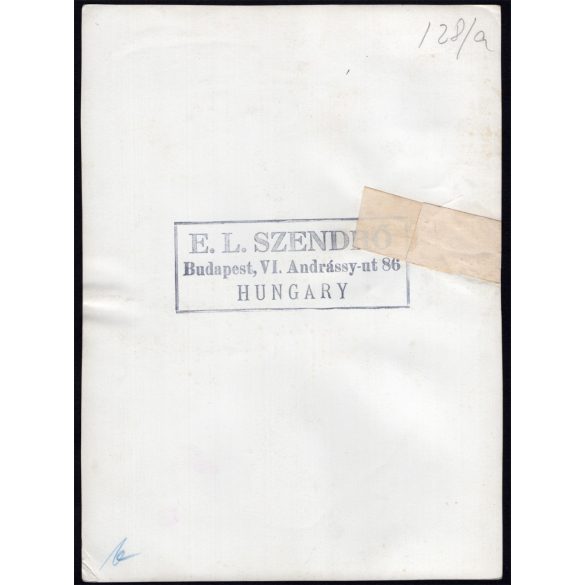 128/a
E. L. SZENDRŐ
Budapest, VI. Andrássy-ut 86
HUNGARY